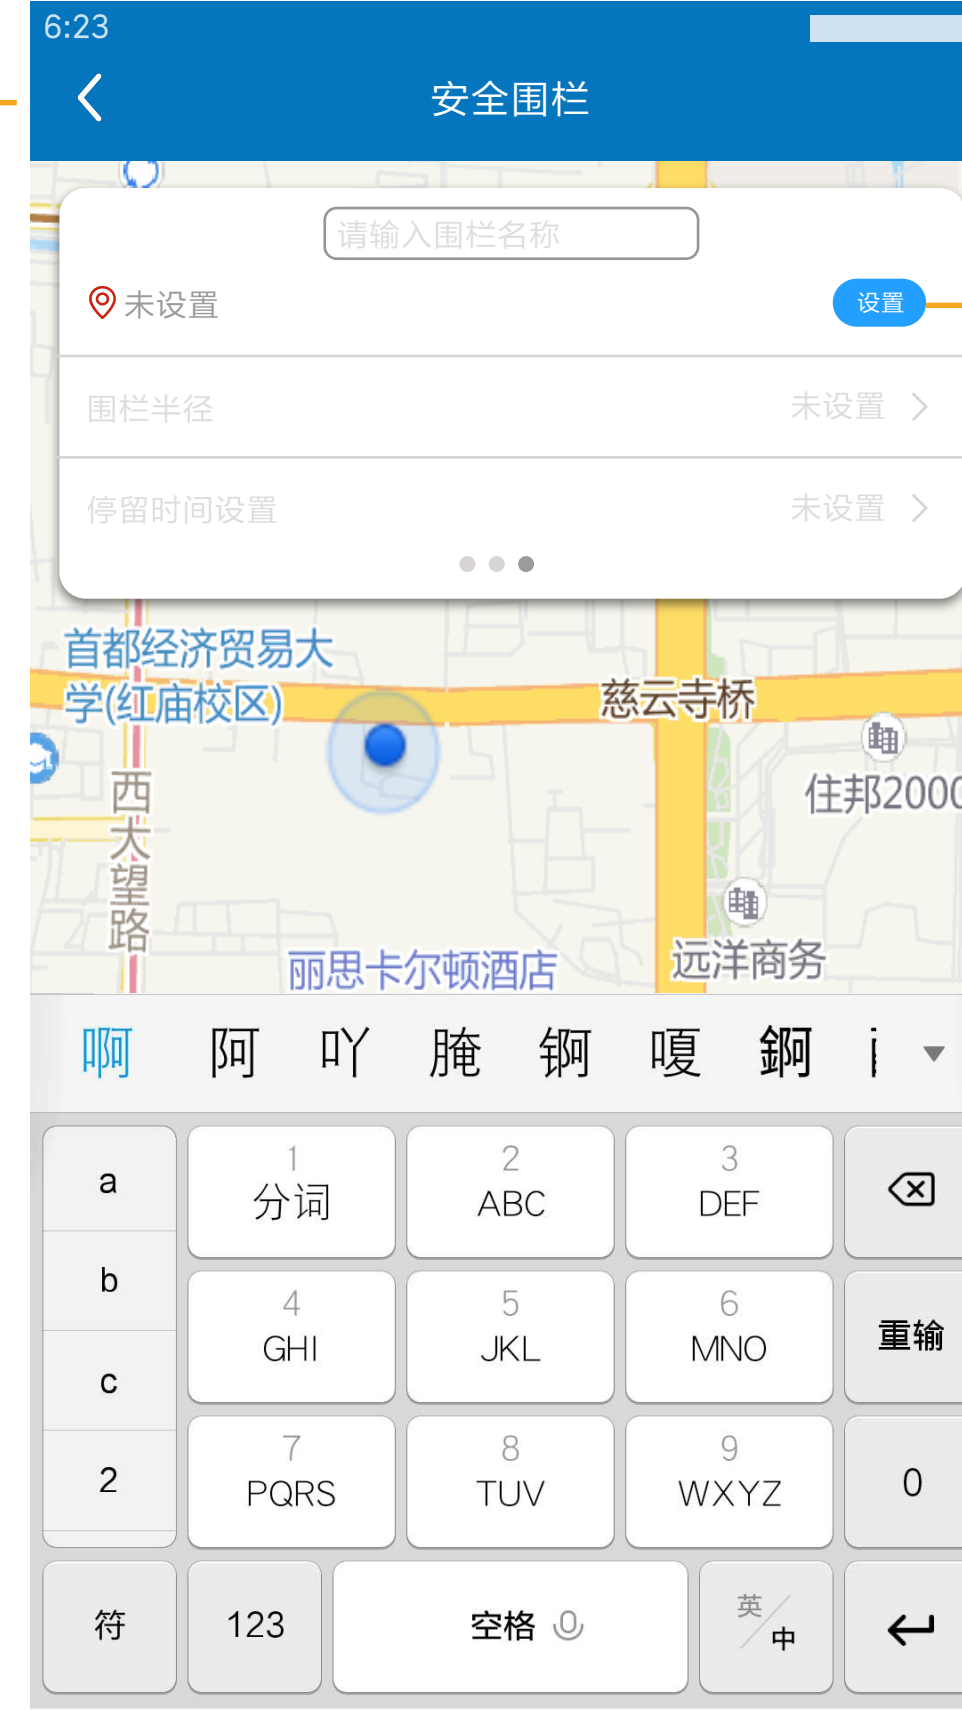 6:23
安全围栏
请输入围栏名称
未设置
设置
围栏半径
未设置
停留时间设置
未设置
首都经济贸易大
学(红庙校区)
慈云寺桥
住邦2000
西大望路
远洋商务
丽思卡尔顿酒店
啊 阿 吖 腌 锕 嗄 錒
a
1
分词
2
ABC
3
DEF
b
4
GHI
5
JKL
6
MNO
重输
c
7
PQRS
8
TUV
9
WXYZ
2
0
符
123
空格
英/中